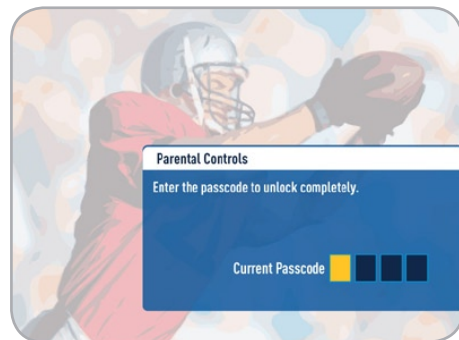 Parental Controls
Enter the passcode to unlock completely.
Current Passcode